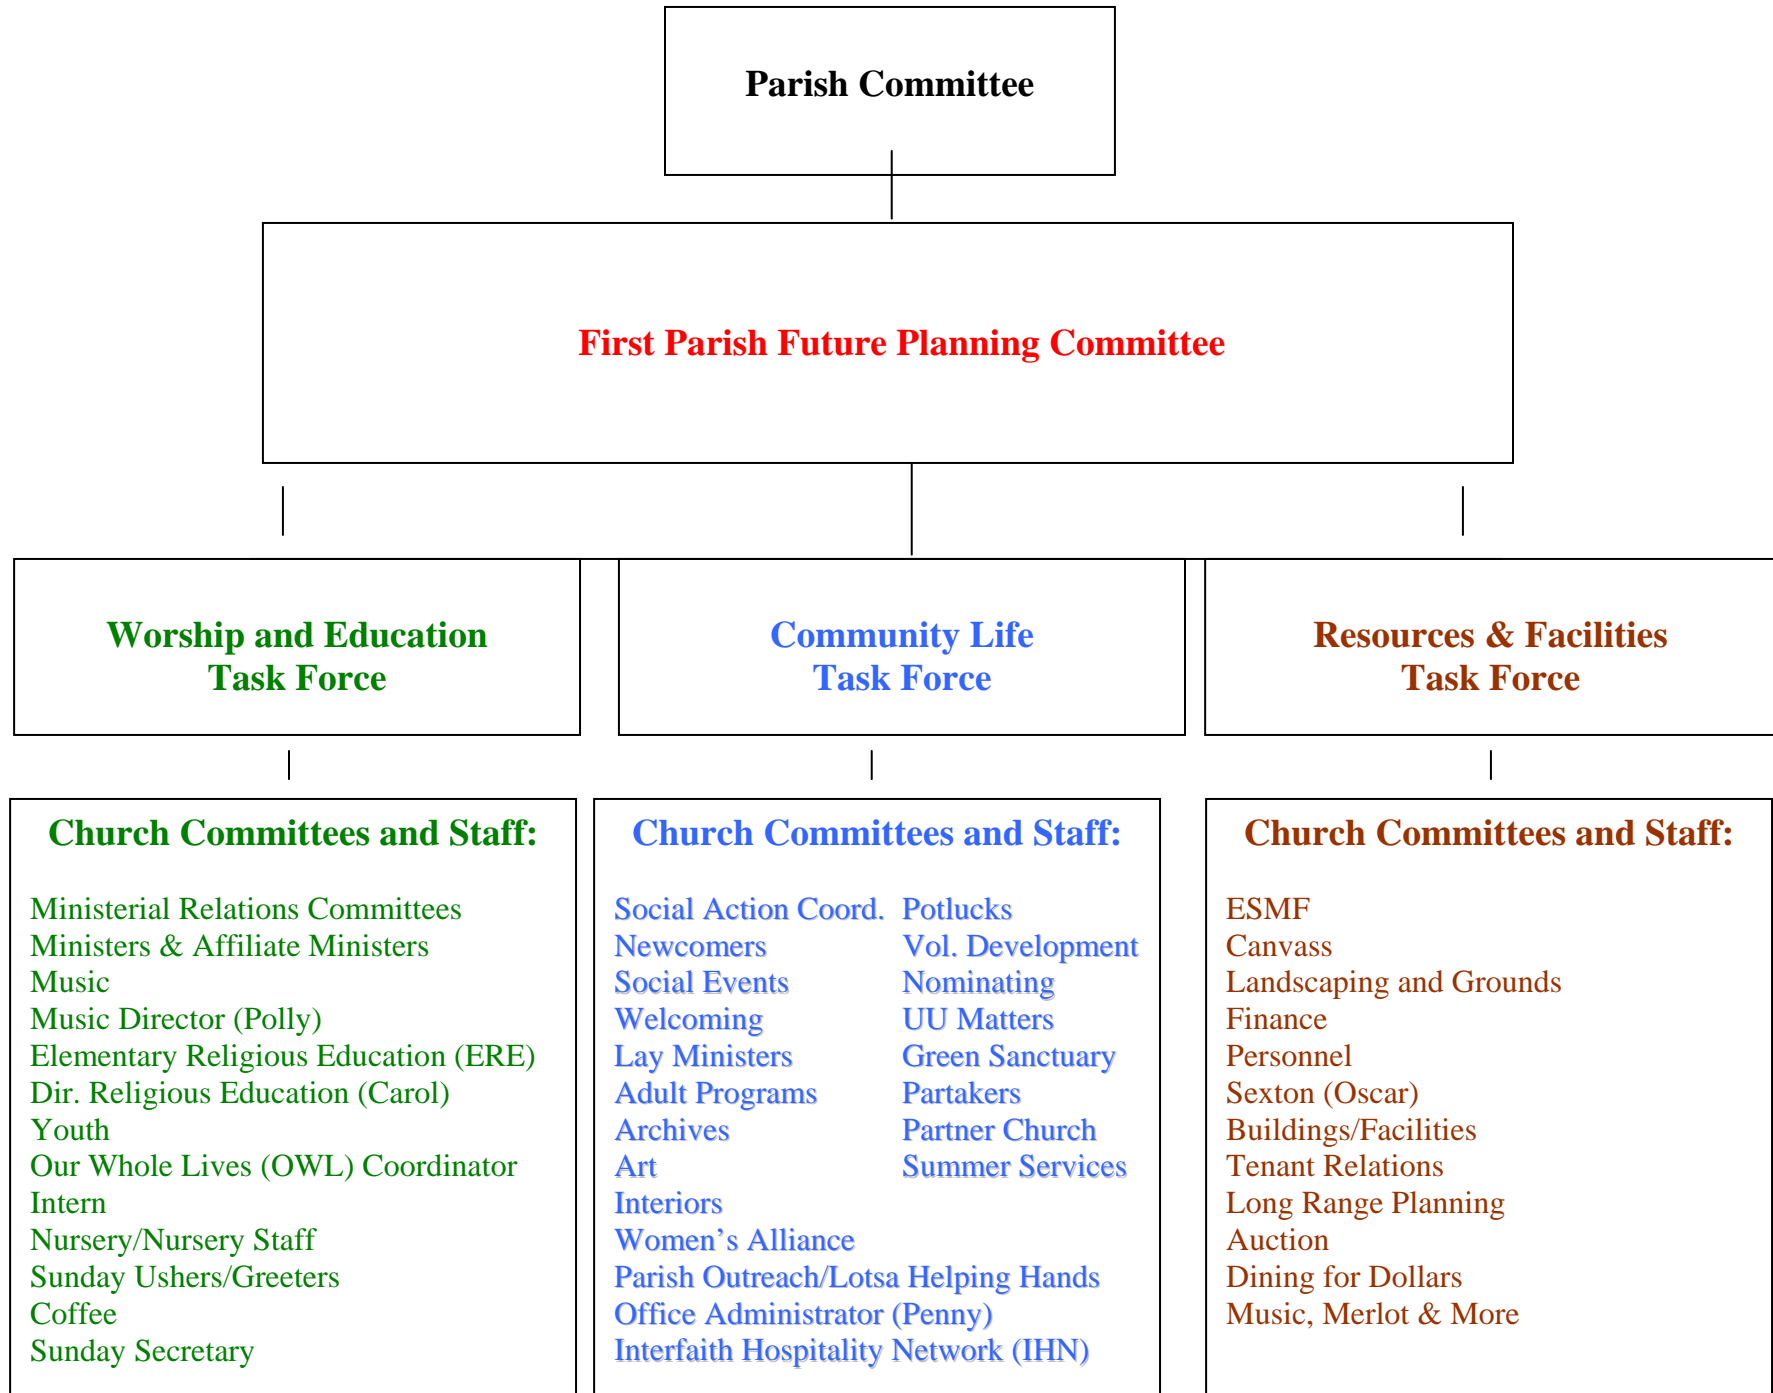 Parish Committee
First Parish Future Planning Committee
Worship and Education
Task Force
Community Life
Task Force
Resources & Facilities
Task Force
Church Committees and Staff:
Ministerial Relations Committees
Ministers & Affiliate Ministers
Music
Music Director (Polly)
Elementary Religious Education (ERE)
Dir. Religious Education (Carol)
Youth
Our Whole Lives (OWL) Coordinator
Intern
Nursery/Nursery Staff
Sunday Ushers/Greeters
Coffee
Sunday Secretary
Church Committees and Staff:
Social Action Coord. Potlucks
Newcomers Vol. Development
Social Events Nominating
Welcoming UU Matters
Lay Ministers Green Sanctuary
Adult Programs Partakers
Archives Partner Church
Art Summer Services
Interiors
Women’s Alliance
Parish Outreach/Lotsa Helping Hands
Office Administrator (Penny)
Interfaith Hospitality Network (IHN)
Church Committees and Staff:
ESMF
Canvass
Landscaping and Grounds
Finance
Personnel
Sexton (Oscar)
Buildings/Facilities
Tenant Relations
Long Range Planning
Auction
Dining for Dollars
Music, Merlot & More